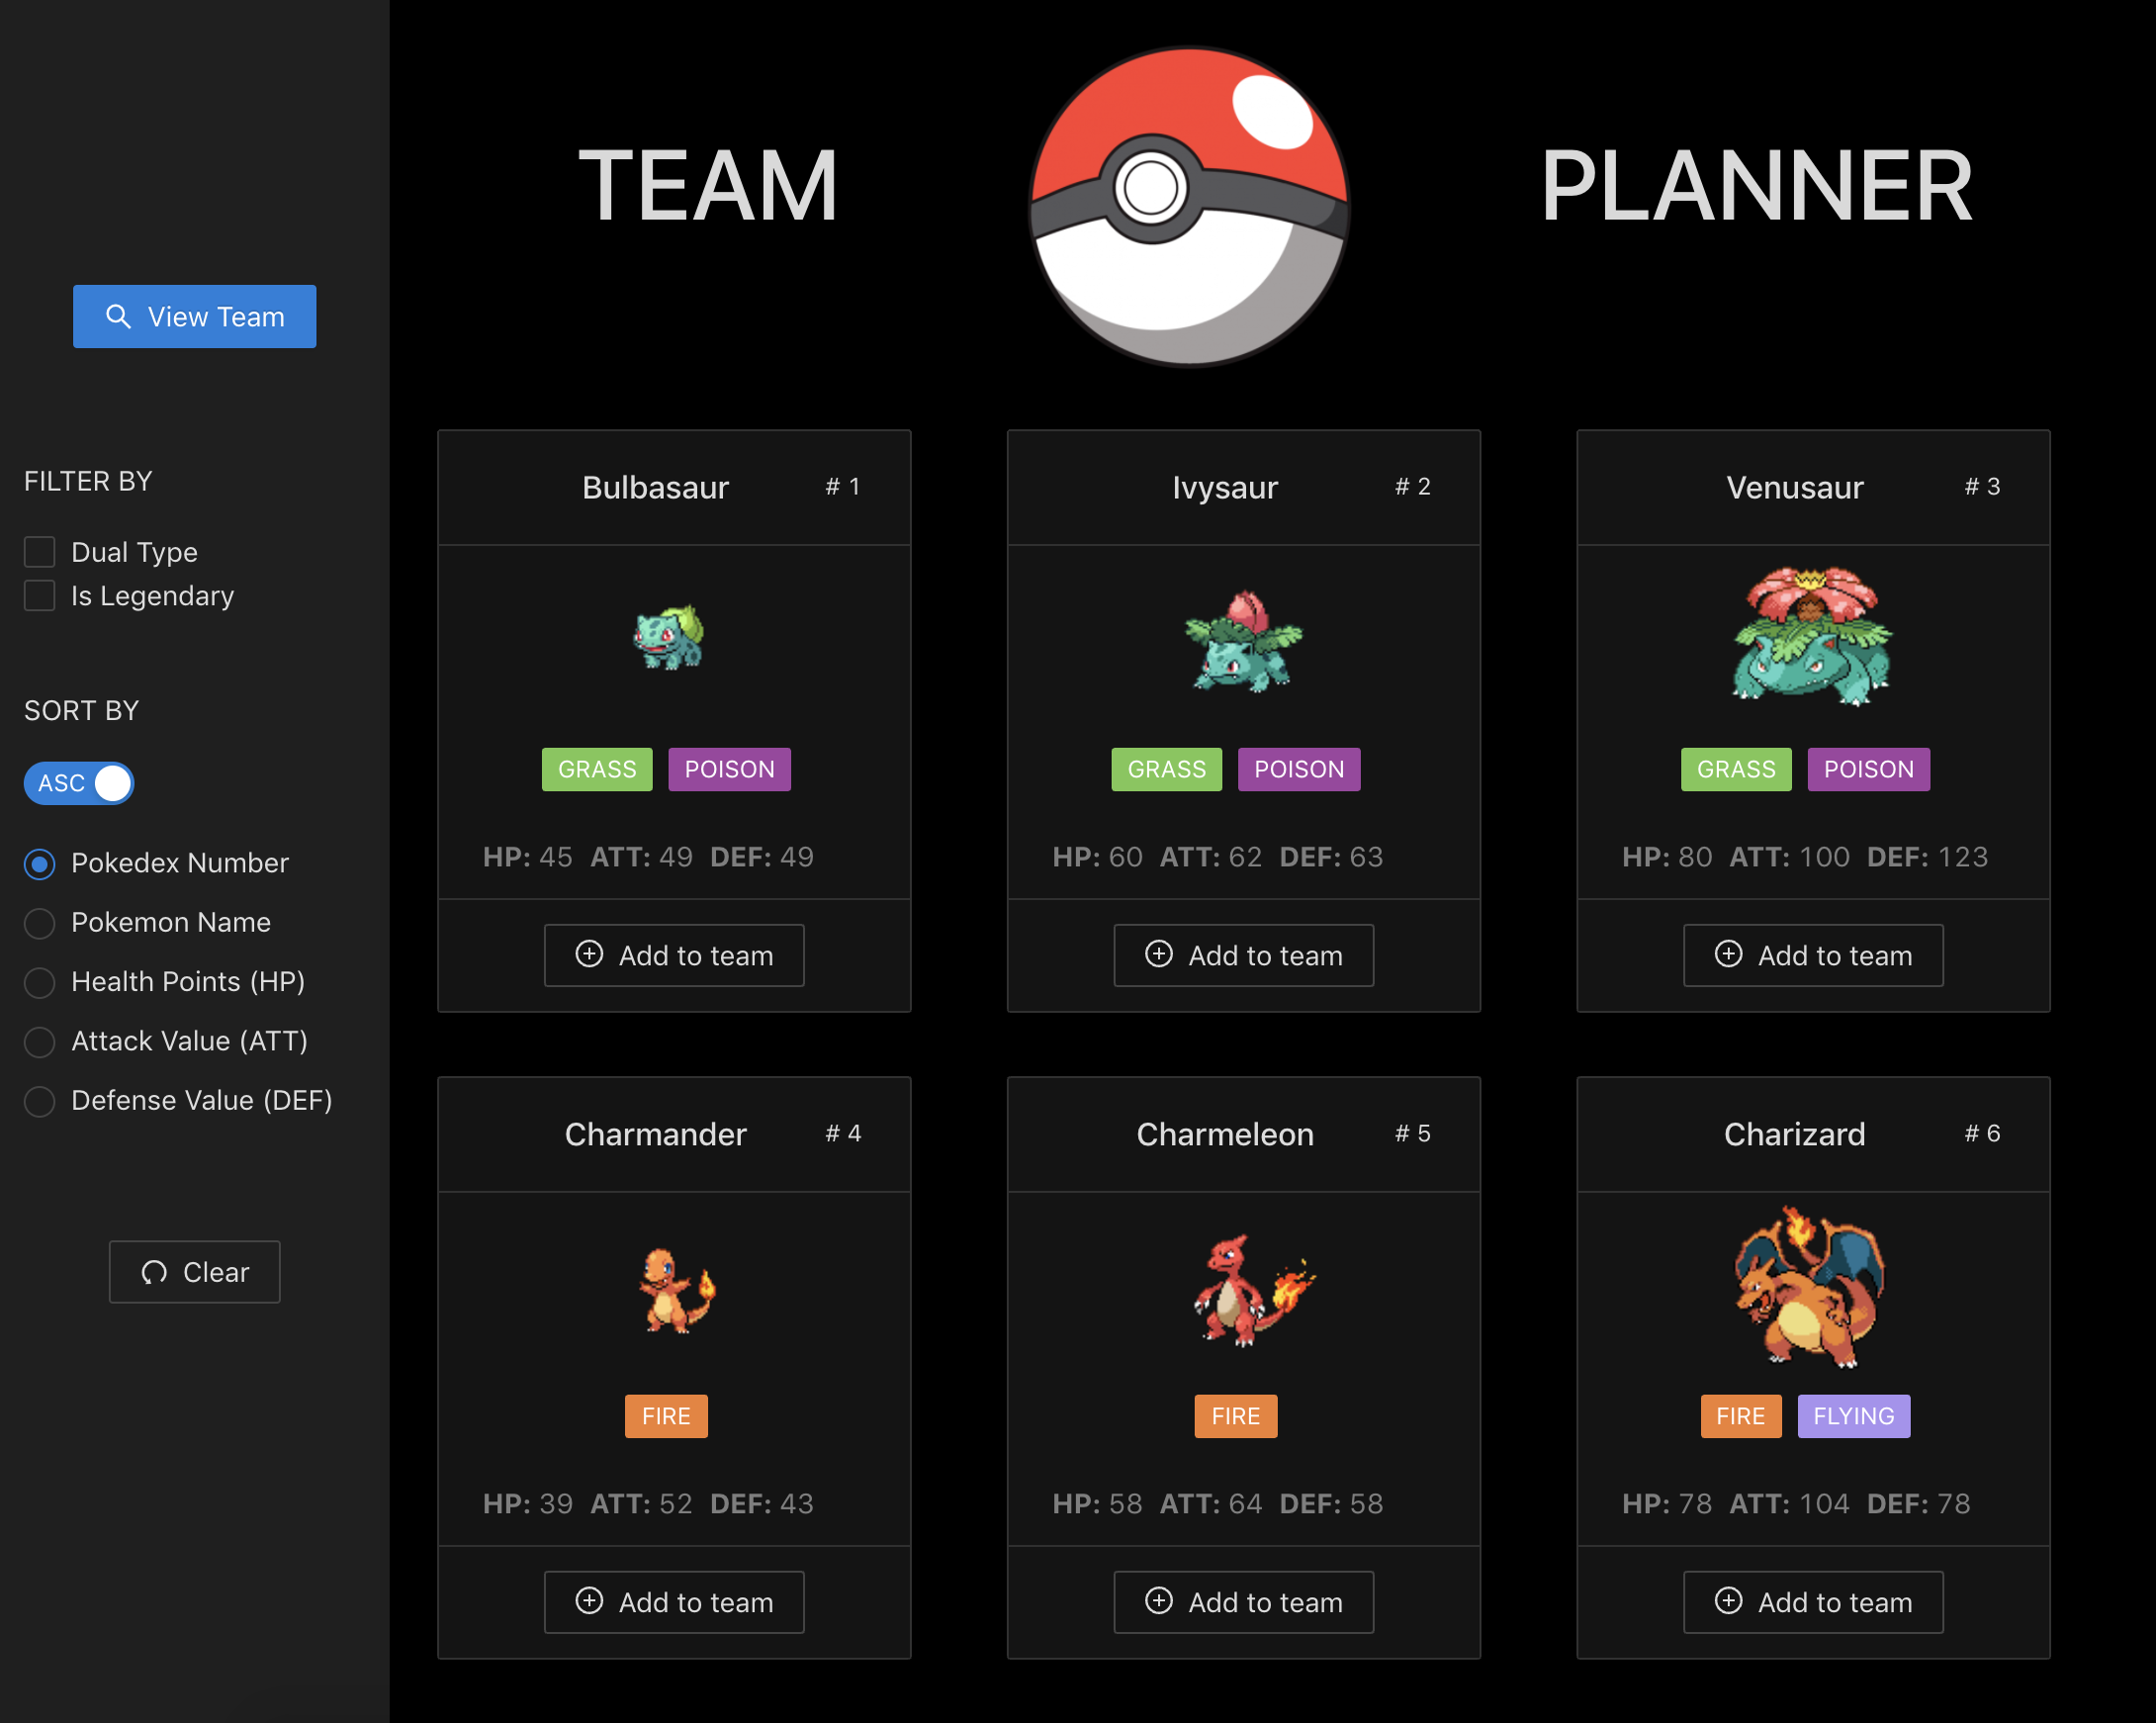 TEAM PLANNER
View Team
FILTER BY
Dual Type
Is Legendary
SORT BY
ASC
Pokedex Number
Pokemon Name
Health Points (HP)
Attack Value (ATT)
Defense Value (DEF)
Clear
Bulbasaur # 1
GRASS POISON
HP: 45 ATT: 49 DEF: 49
Add to team
Ivysaur # 2
GRASS POISON
HP: 60 ATT: 62 DEF: 63
Add to team
Venusaur # 3
GRASS POISON
HP: 80 ATT: 100 DEF: 123
Add to team
Charmander # 4
FIRE
HP: 39 ATT: 52 DEF: 43
Add to team
Charmeleon # 5
FIRE
HP: 58 ATT: 64 DEF: 58
Add to team
Charizard # 6
FIRE FLYING
HP: 78 ATT: 104 DEF: 78
Add to team